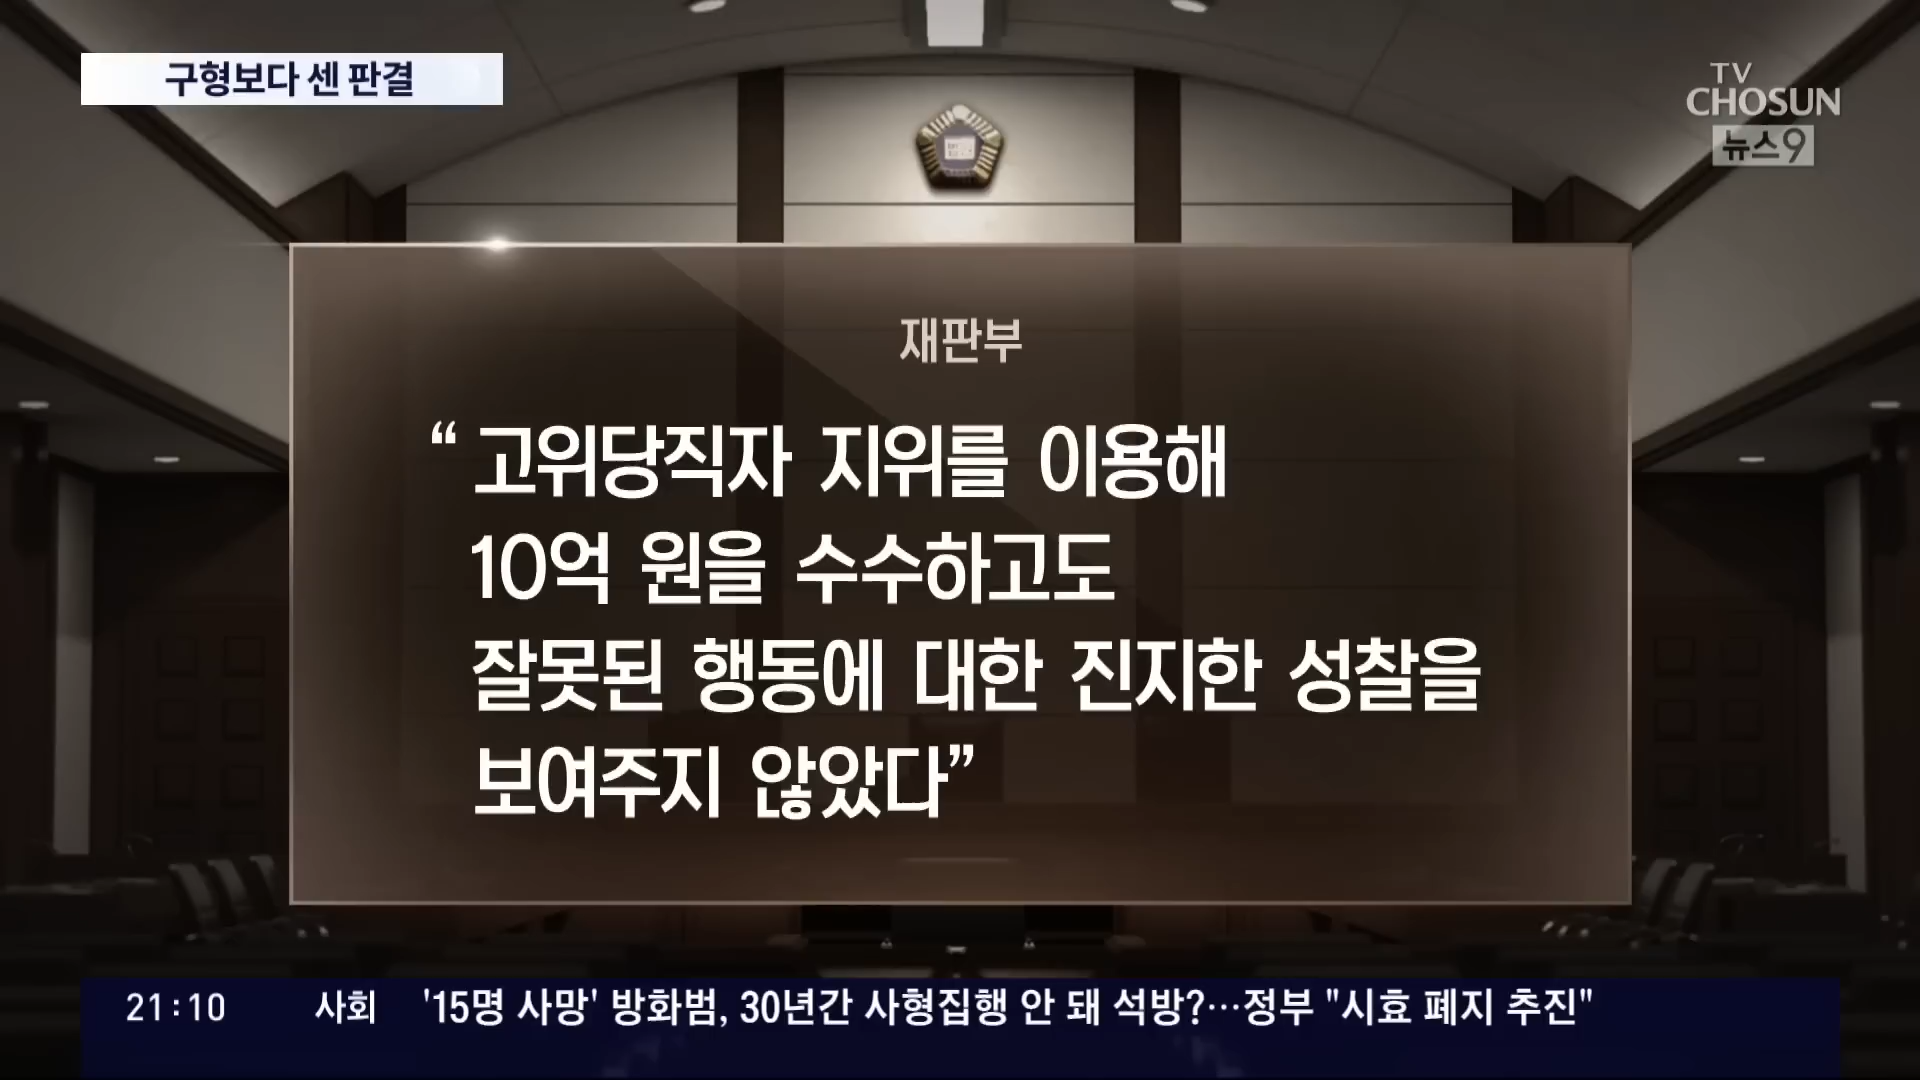 구형보다 센 판결
TV
CHOSUN
뉴스9
재판부
“고위당직자 지위를 이용해
10억 원을 수수하고도
잘못된 행동에 대한 진지한 성찰을
보여주지 않았다”
21:10 사회 '15명 사망' 방화범, 30년간 사형집행 안 돼 석방?…정부 "시효 폐지 추진"